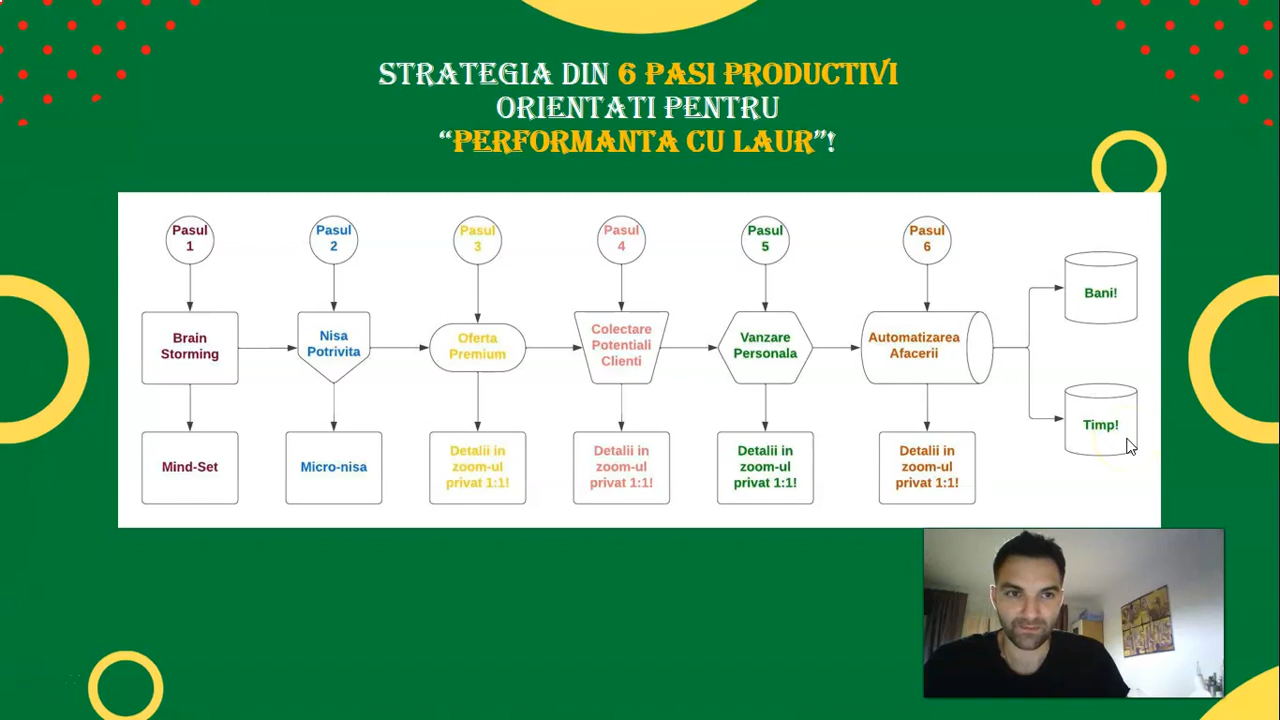 STRATEGIA DIN 6 PASI PRODUCTIVI
ORIENTATI PENTRU
“PERFORMANTA CU LAUR”!
Pasul
1
Pasul
2
Pasul
3
Pasul
4
Pasul
5
Pasul
6
Brain
Storming
Nisa
Potrivita
Oferta
Premium
Colectare
Potentiali
Clienti
Vanzare
Personala
Automatizarea
Afacerii
Bani!
Timp!
Mind-Set
Micro-nisa
Detalii in
zoom-ul
privat 1:1!
Detalii in
zoom-ul
privat 1:1!
Detalii in
zoom-ul
privat 1:1!
Detalii in
zoom-ul
privat 1:1!